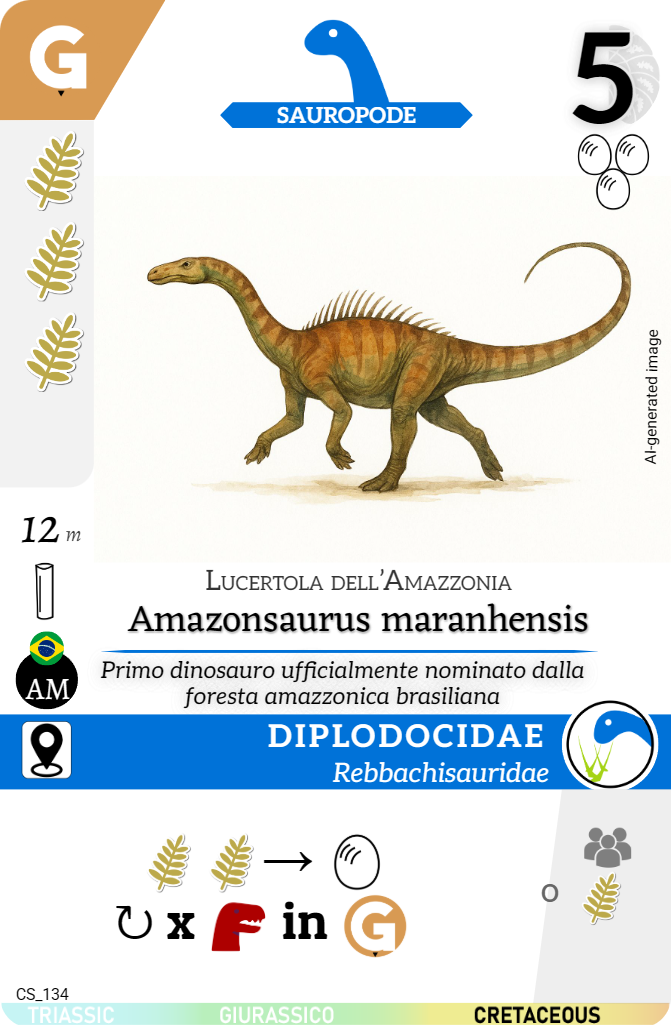 G
SAUROPODE
5
AI-generated image
12 m
LUCERTOLA DELL'AMAZZONIA
Amazonsaurus maranhensis
AM
Primo dinosauro ufficialmente nominato dalla
foresta amazzonica brasiliana
DIPLODOCIDAE
Rebbachisauridae
x in G
o
CS_134
TRIASSIC GIURASSICO CRETACEOUS